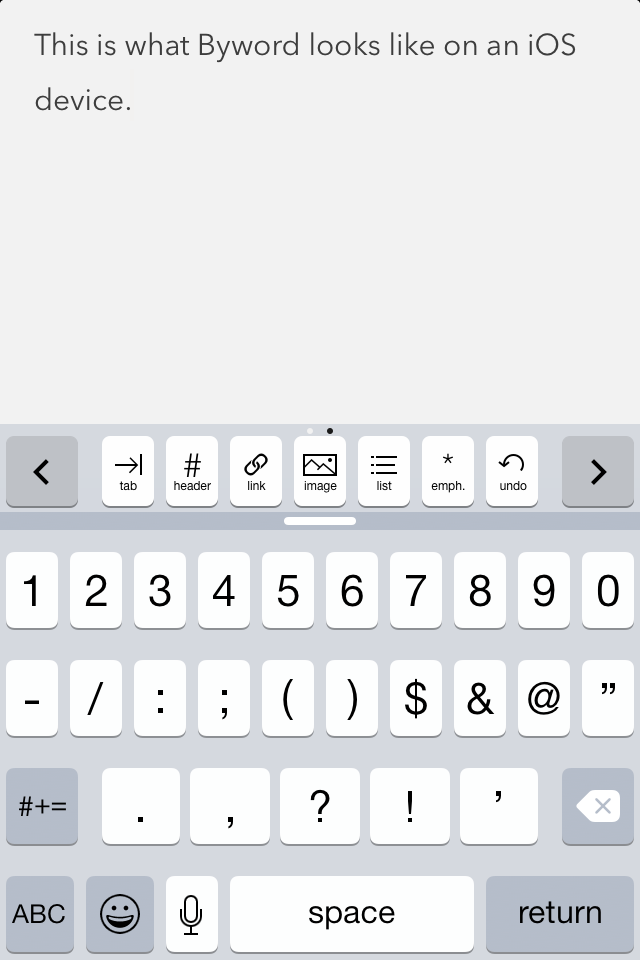 This is what Byword looks like on an iOS
device.
tab # header link image list * emph. undo
1 2 3 4 5 6 7 8 9 0
- / : ; ( ) $ & @ ”
#+= . , ? ! ’
ABC space return